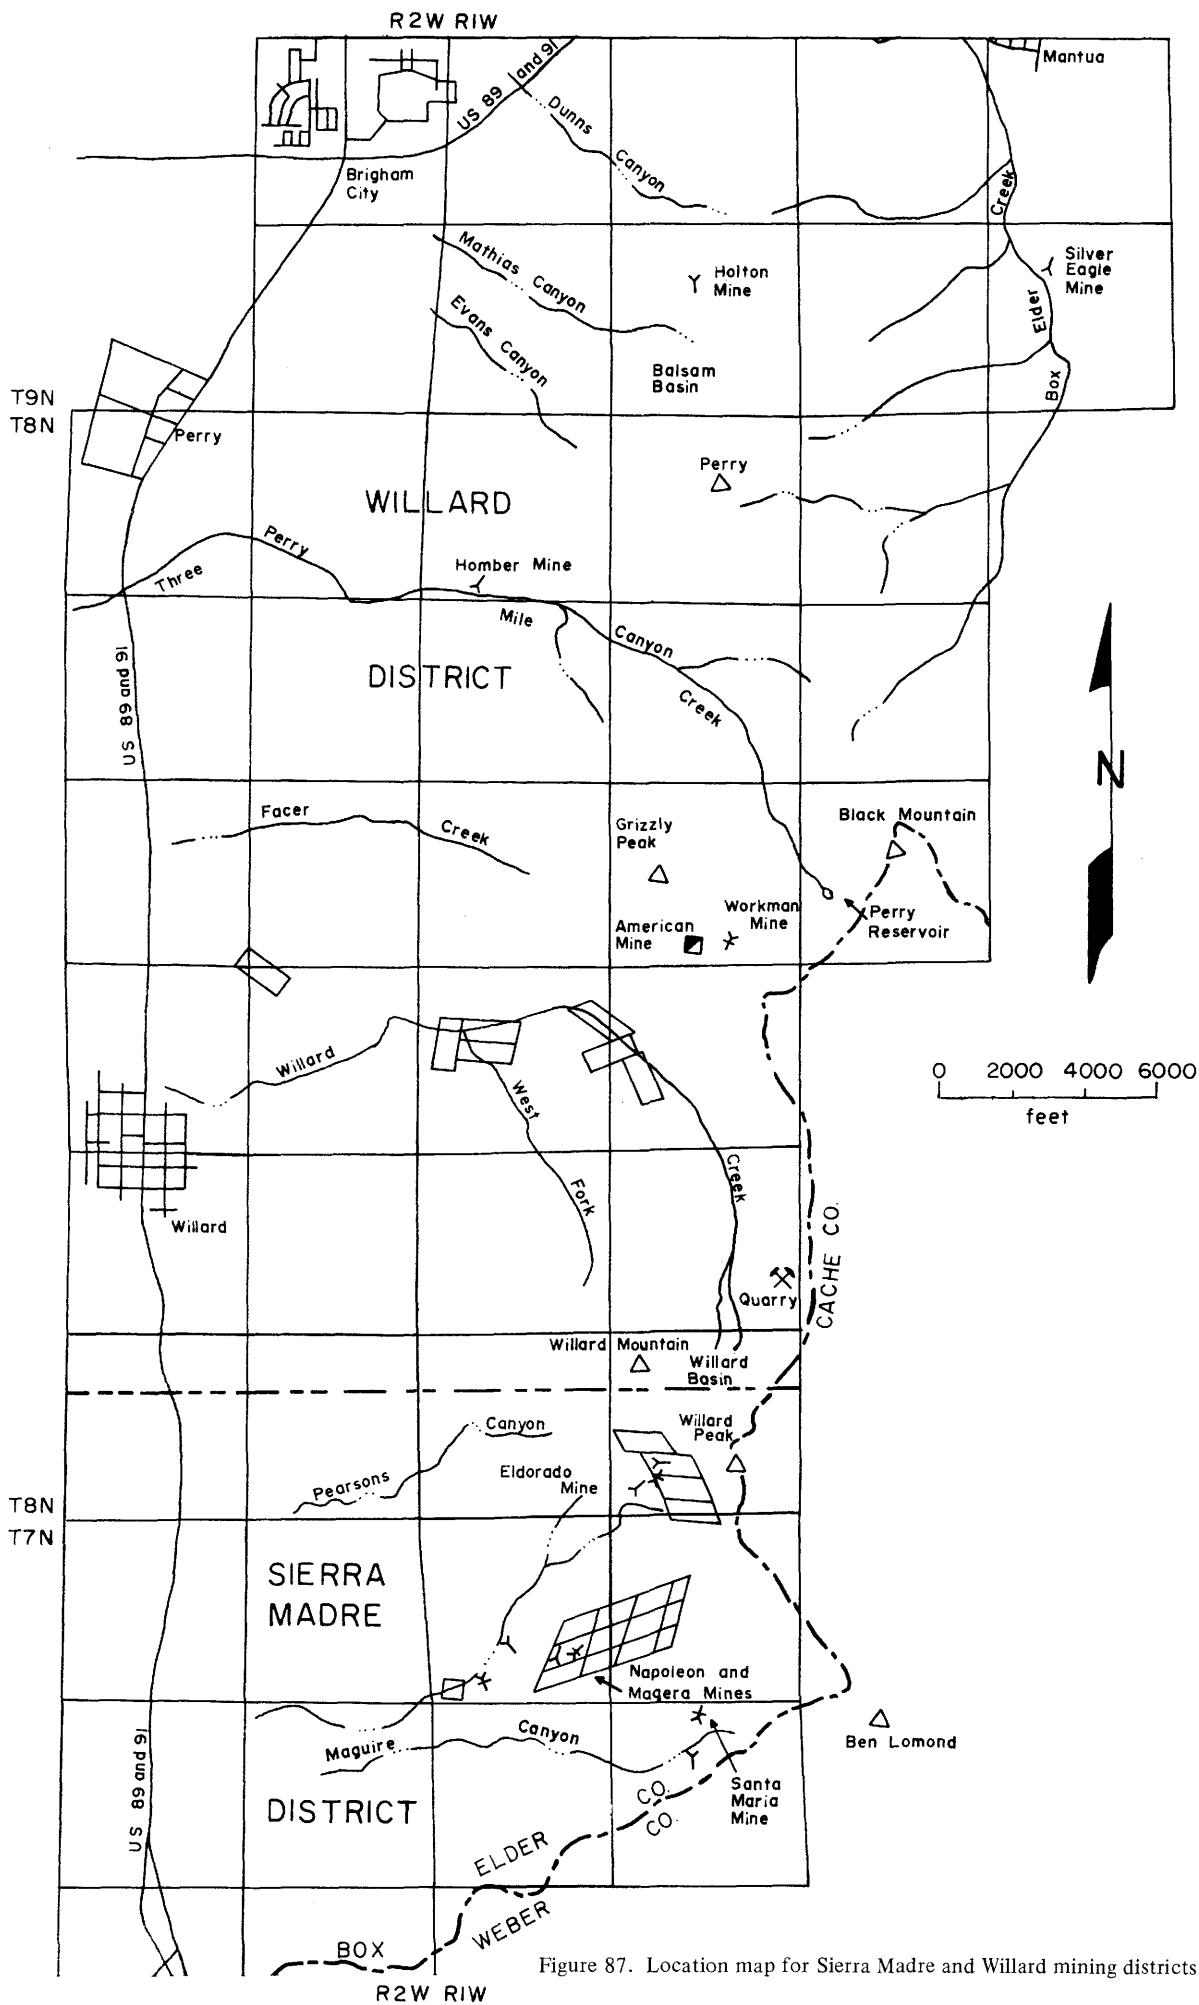 R2W R1W
Mantua
US 89 and 91
Dunns Canyon
Brigham
City
Creek
Mathias Canyon
Holton
Mine
Silver
Eagle
Mine
Elder
Evans Canyon
Balsam
Basin
Box
T9N
T8N
Perry
Perry
WILLARD
Perry
Three
Homber Mine
Mile
Canyon
US 89 and 91
DISTRICT
Creek
N
Facer Creek
Grizzly
Peak
Black Mountain
Workman
Mine
American
Mine
Perry
Reservoir
Willard
West
0 2000 4000 6000
feet
Creek
Fork
Willard
CACHE CO.
Quarry
Willard Mountain
Willard
Basin
Canyon
Willard
Peak
Pearsons
Eldorado
Mine
T8N
T7N
SIERRA
MADRE
Napoleon and
Magera Mines
Canyon
Maguire
Ben Lomond
US 89 and 91
Santa
Maria
Mine
CO.
CO.
DISTRICT
ELDER
WEBER
BOX
Figure 87. Location map for Sierra Madre and Willard mining districts
R2W R1W